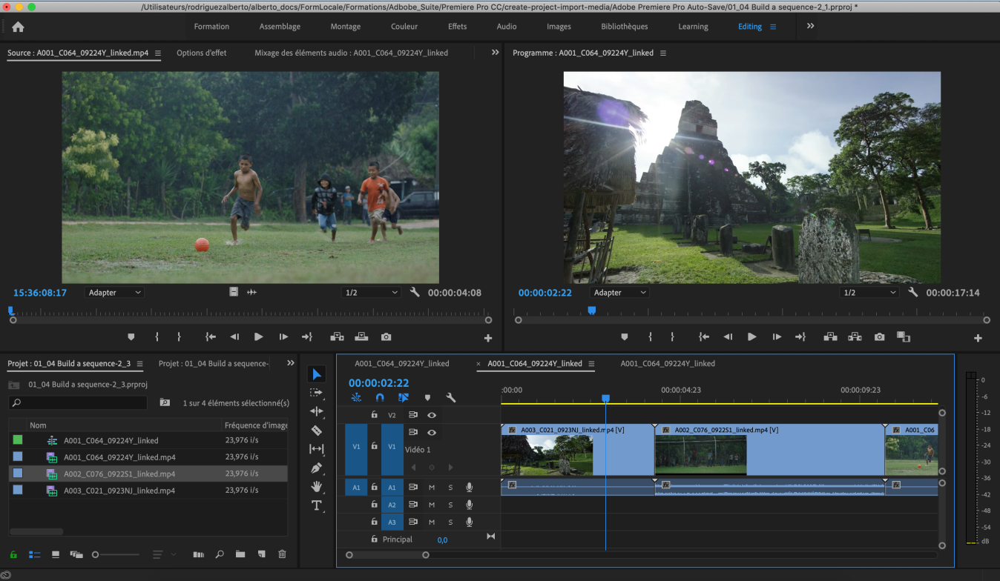 /Utilisateurs/rodriguezalberto/alberto_docs/FormLocale/Formations/Adbobe_Suite/Premiere Pro CC/create-project-import-media/Adobe Premiere Pro Auto-Save/01_04 Build a sequence-2_1.prproj *
Formation Assemblage Montage Couleur Effets Audio Images Bibliothèques Learning Editing
Source : A001_C064_09224Y_linked.mp4 Options d'effet Mixage des éléments audio : A001_C064_09224Y_linked
Programme : A001_C064_09224Y_linked
15:36:08:17 Adapter 1/2 00:00:04:08
00:00:02:22 Adapter 1/2 00:00:17:14
Projet : 01_04 Build a sequence-2_3 Projet : 01_04 Build a sequence-
01_04 Build a sequence-2_3.prproj
1 sur 4 éléments sélectionné(s)
Nom Fréquence d'image
A001_C064_09224Y_linked 23,976 i/s
A001_C064_09224Y_linked.mp4 23,976 i/s
A002_C076_0922S1_linked.mp4 23,976 i/s
A003_C021_0923NJ_linked.mp4 23,976 i/s
A001_C064_09224Y_linked × A001_C064_09224Y_linked A001_C064_09224Y_linked
00:00:02:22
:00:00 00:00:04:23 00:00:09:23
V2
V1 V1 Vidéo 1
A003_C021_0923NJ_linked.mp4 [V] A002_C076_0922S1_linked.mp4 [V] A001_C06
fx fx fx
A1 A1 M S
fx fx fx
A2 M S
A3 M S
Principal 0,0
T
0
-6
-12
-18
-24
-30
-36
-42
-48
-54
dB